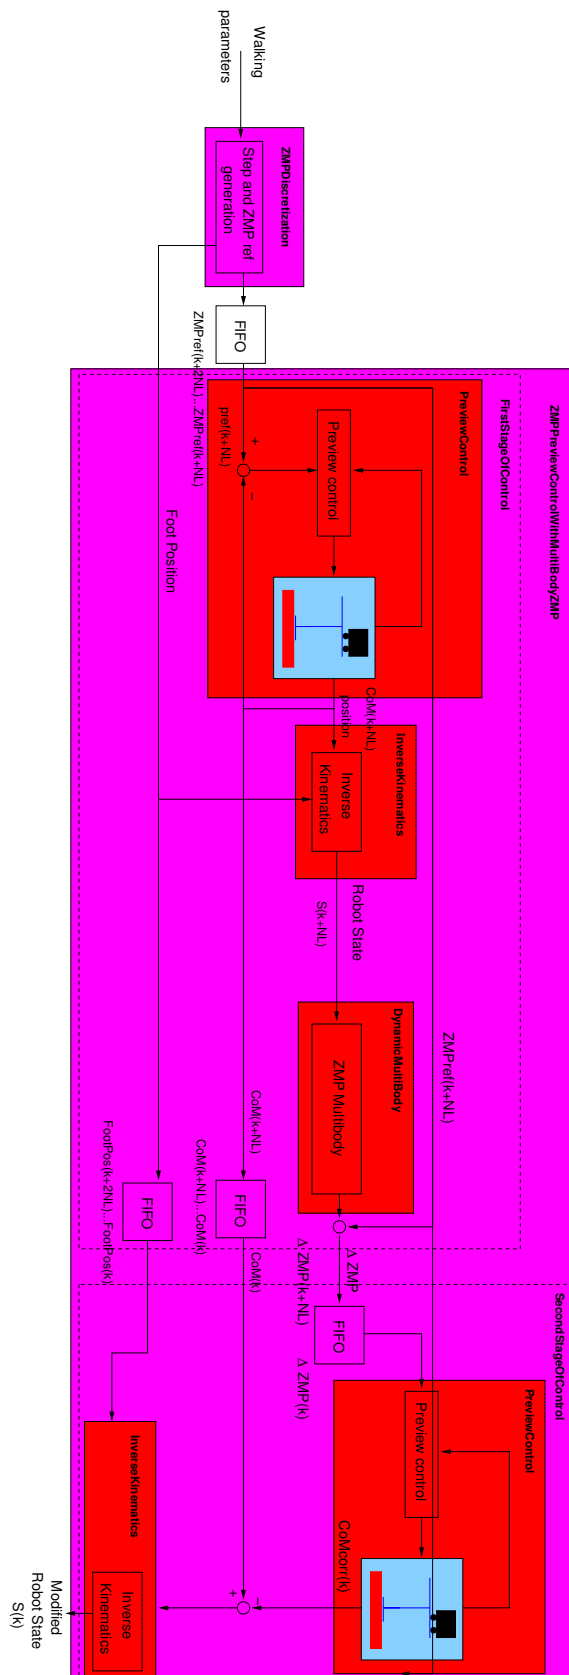 Walking
parameters
ZMPDiscretization
Step and ZMP ref
generation
FIFO
ZMPref(k+2NL)...ZMPref(k+NL)
ZMPPreviewControlWithMultiBodyZMP
FirstStageOfControl
PreviewControl
Preview control
+
pref(k+NL)
−
Foot Position
CoM(k+NL)
position
InverseKinematics
Inverse
Kinematics
Robot State
S(k+NL)
ZMPref(k+NL)
DynamicMultiBody
ZMP Multibody
CoM(k+NL)
FIFO
CoM(k+NL)...CoM(k)
CoM(k)
FIFO
FootPos(k+2NL)...FootPos(k)
Δ ZMP
Δ ZMP(k+NL)
FIFO
Δ ZMP(k)
SecondStageOfControl
PreviewControl
Preview control
CoMcorr(k)
−
+
InverseKinematics
Inverse
Kinematics
Modified
Robot State
S(k)